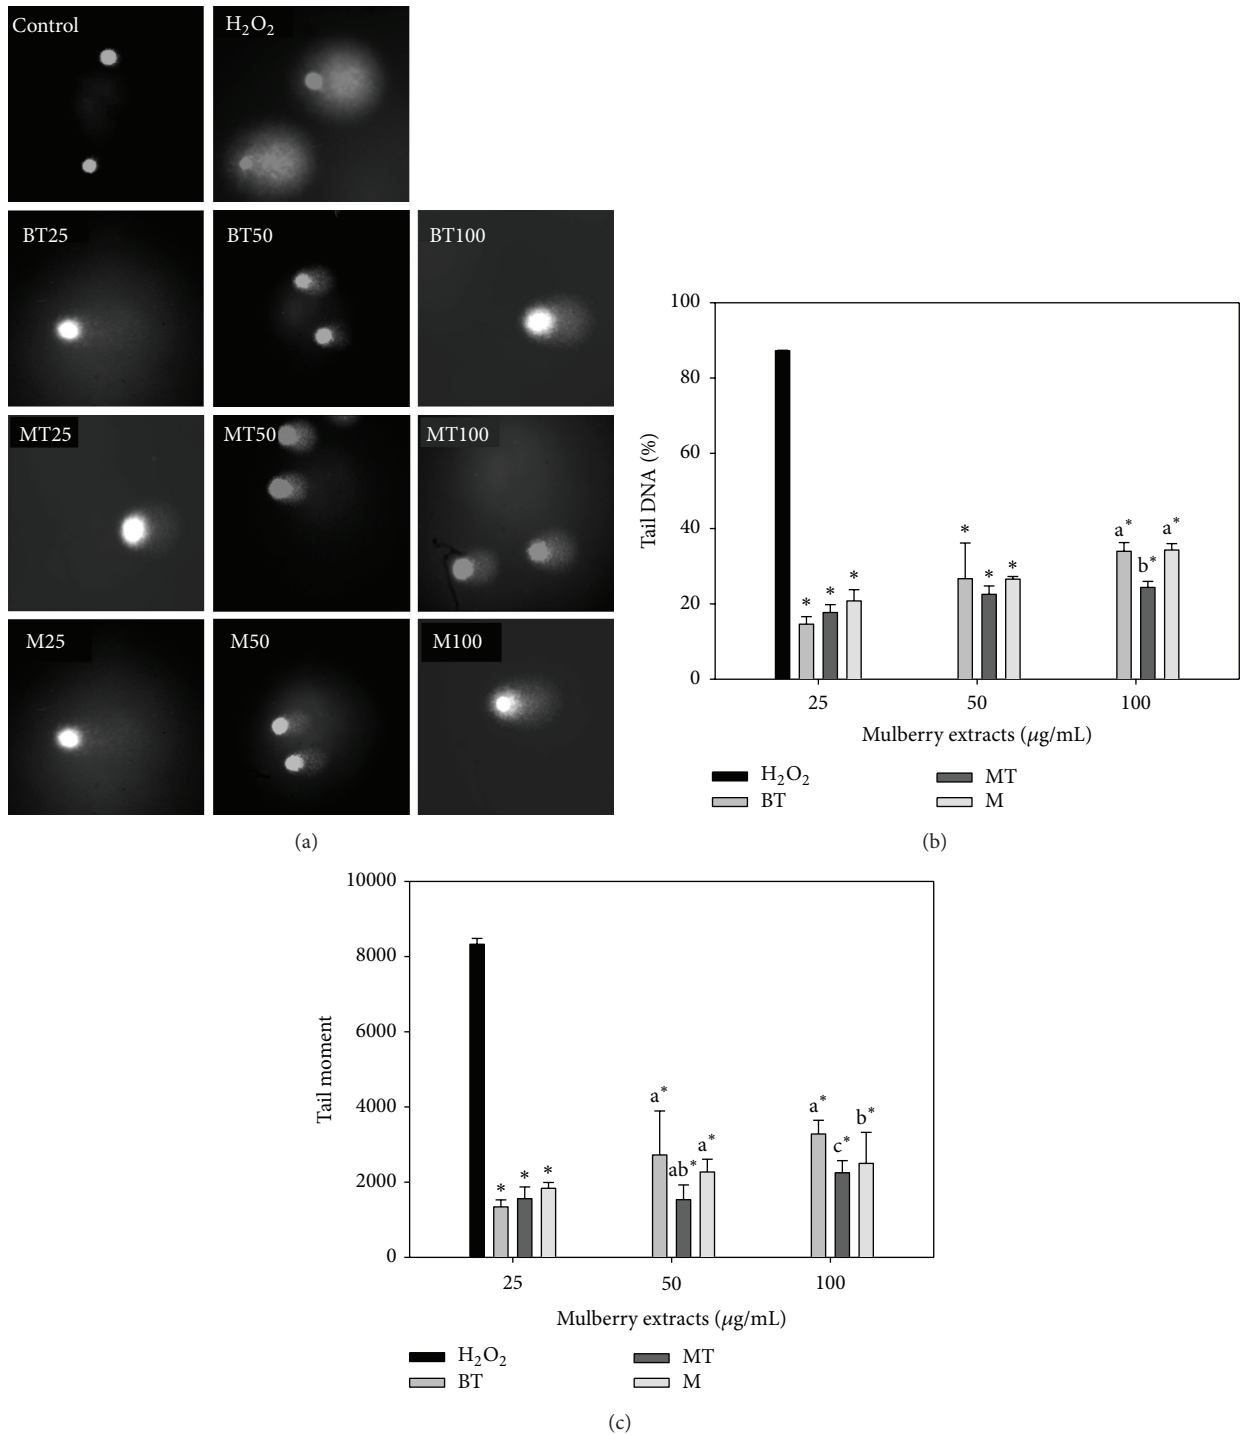 Control
H₂O₂
BT25
BT50
BT100
MT25
MT50
MT100
M25
M50
M100
(a)
100
80
60
40
20
0
Tail DNA (%)
* * *
* * *
a* b* a*
25 50 100
Mulberry extracts (μg/mL)
H₂O₂
BT
MT
M
(b)
10000
8000
6000
4000
2000
0
Tail moment
* * *
a* ab* a*
a* c* b*
25 50 100
Mulberry extracts (μg/mL)
H₂O₂
BT
MT
M
(c)